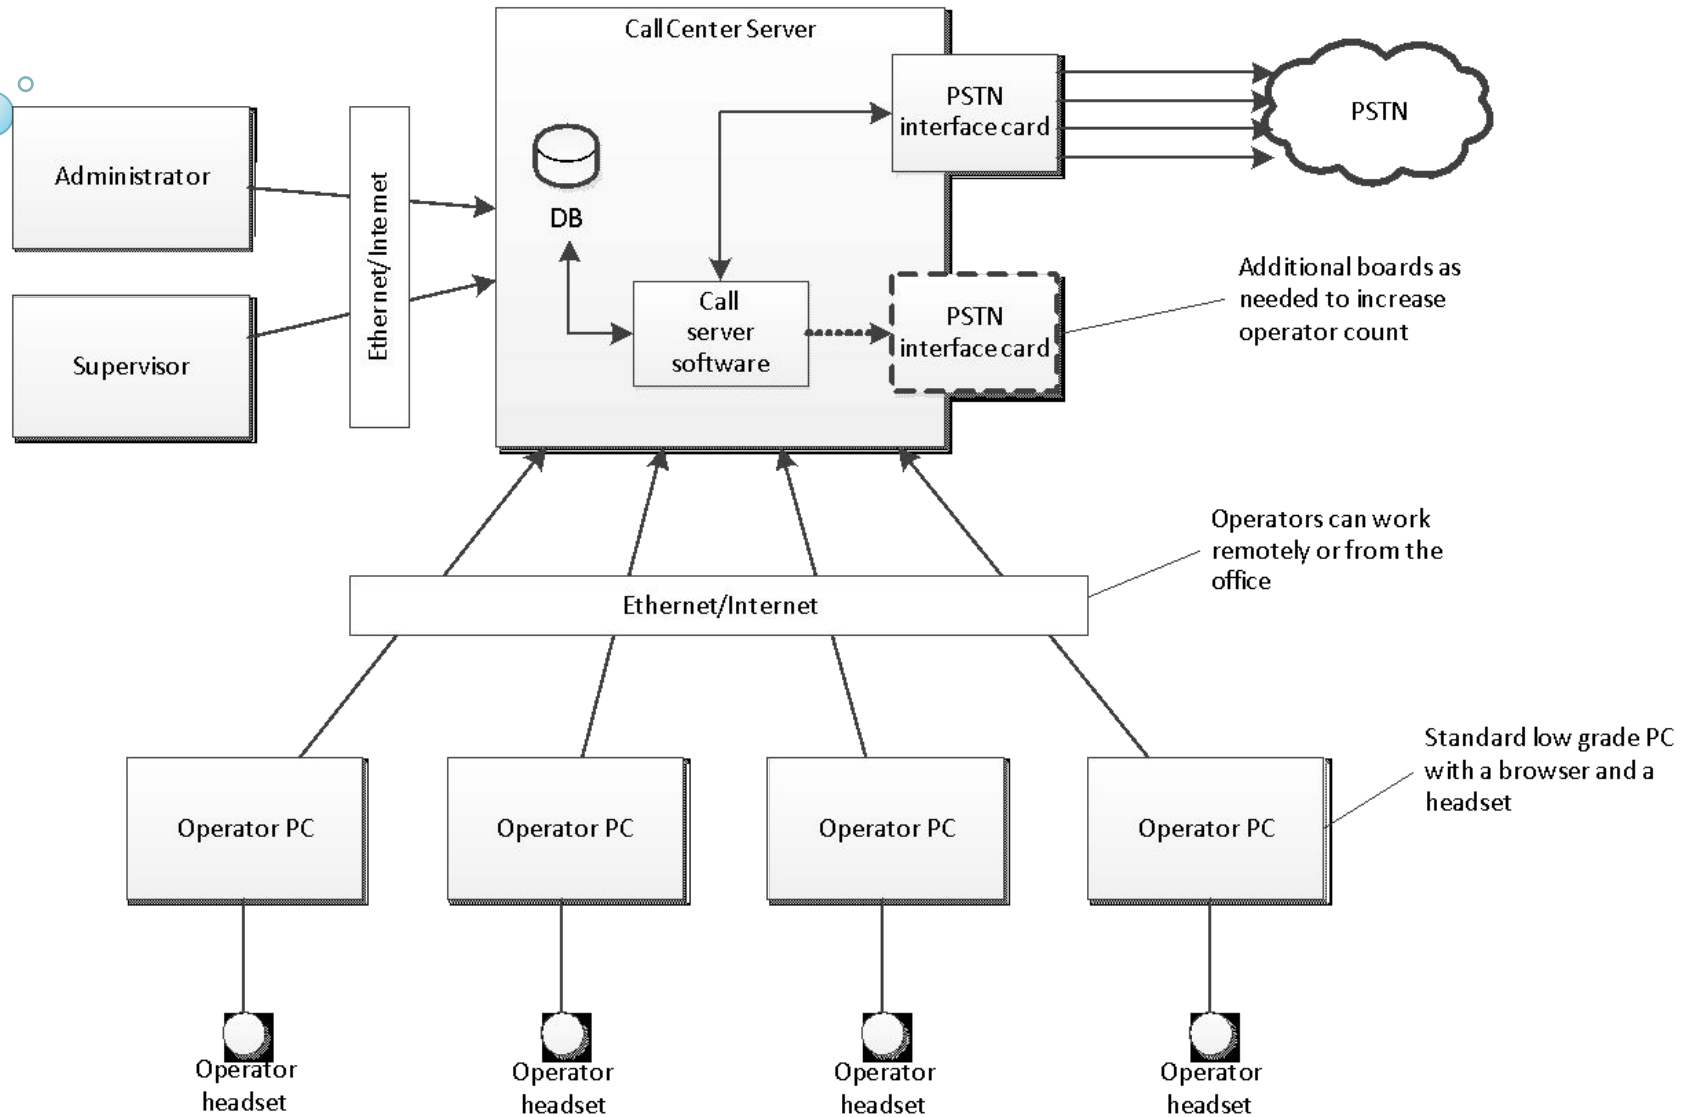 Call Center Server
PSTN
interface card
PSTN
Administrator
Ethernet/Internet
DB
Supervisor
Call
server
software
PSTN
interface card
Additional boards as
needed to increase
operator count
Operators can work
remotely or from the
office
Ethernet/Internet
Operator PC
Operator PC
Operator PC
Operator PC
Standard low grade PC
with a browser and a
headset
Operator
headset
Operator
headset
Operator
headset
Operator
headset